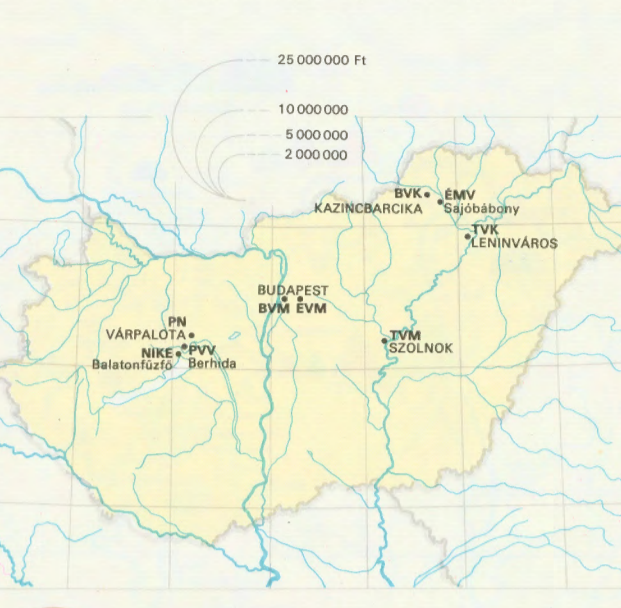 25 000 000 Ft
10 000 000
5 000 000
2 000 000
BVK ÉMV
KAZINCBARCIKA Sajóbábony
TVK
LENINVÁROS
BUDAPEST
BVM ÉVM
PN
VÁRPALOTA
NIKE PVV
Balatonfűzfő Berhida
TVM
SZOLNOK